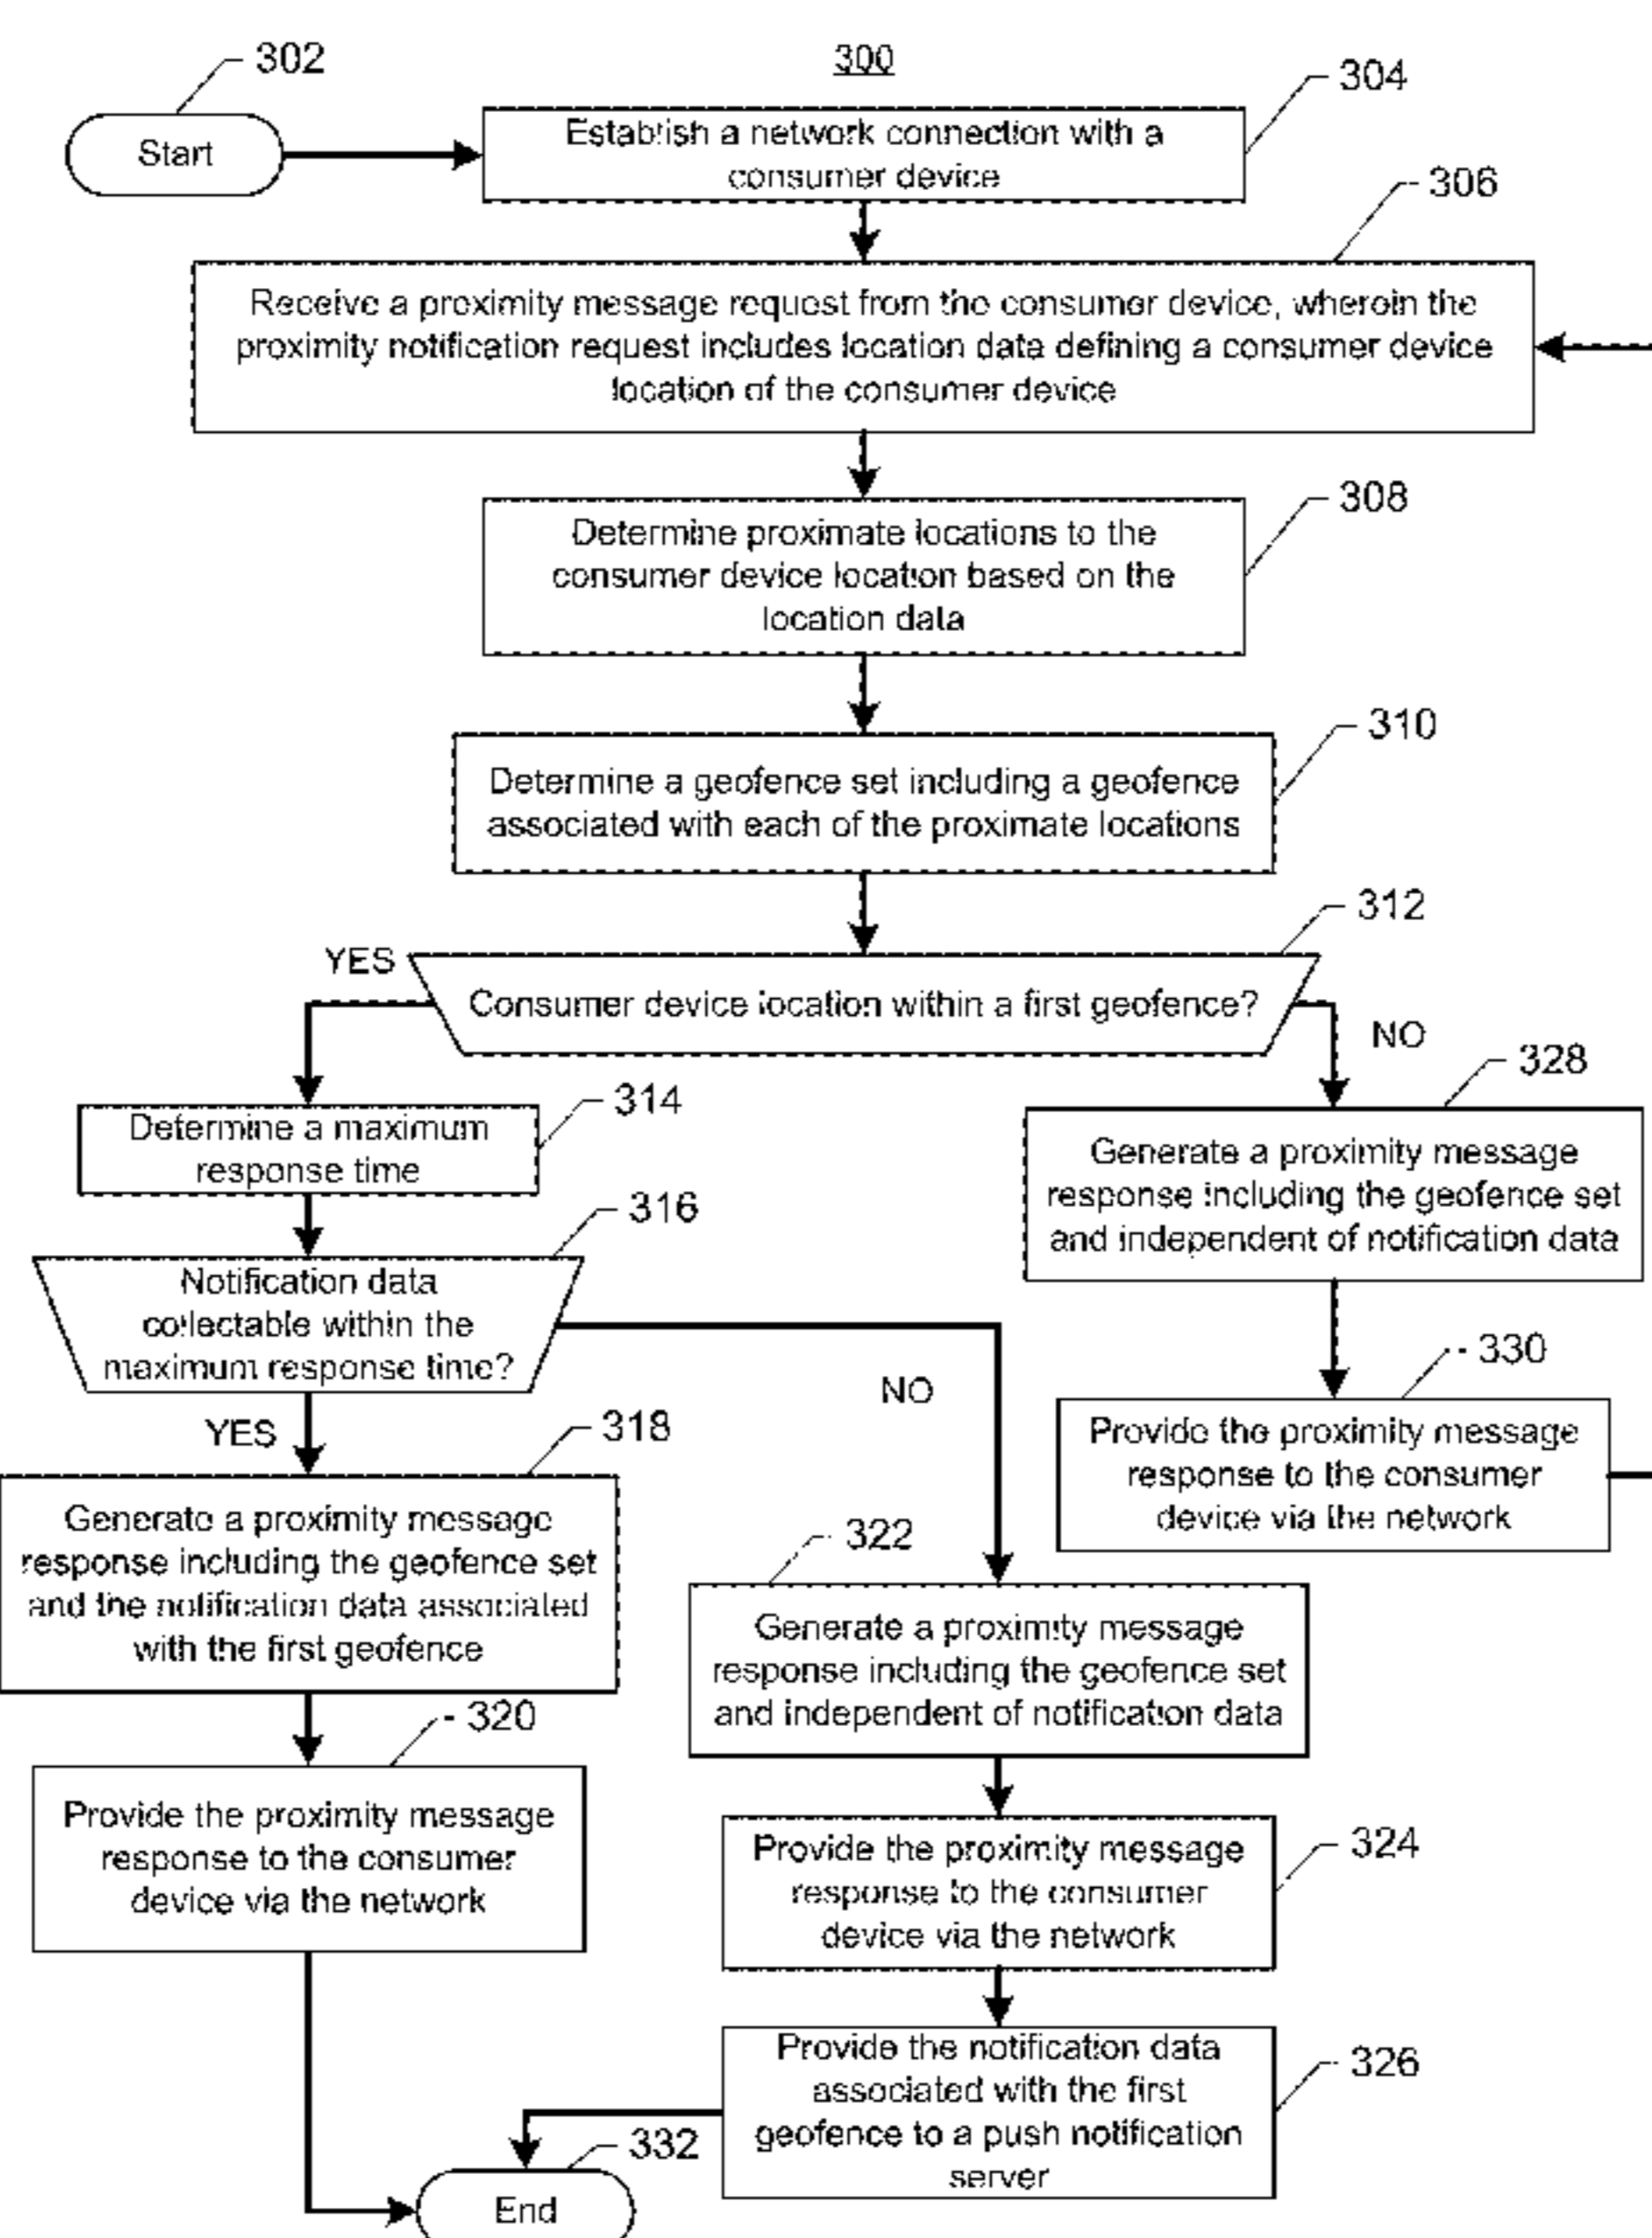 300
302
Start
304
Establish a network connection with a
consumer device
306
Receive a proximity message request from the consumer device, wherein the
proximity notification request includes location data defining a consumer device
location of the consumer device
308
Determine proximate locations to the
consumer device location based on the
location data
310
Determine a geofence set including a geofence
associated with each of the proximate locations
312
YES
Consumer device location within a first geofence?
NO
314
Determine a maximum
response time
316
Notification data
collectable within the
maximum response time?
NO
YES
318
Generate a proximity message
response including the geofence set
and the notification data associated
with the first geofence
320
Provide the proximity message
response to the consumer
device via the network
322
Generate a proximity message
response including the geofence set
and independent of notification data
324
Provide the proximity message
response to the consumer
device via the network
326
Provide the notification data
associated with the first
geofence to a push notification
server
328
Generate a proximity message
response including the geofence set
and independent of notification data
330
Provide the proximity message
response to the consumer
device via the network
332
End